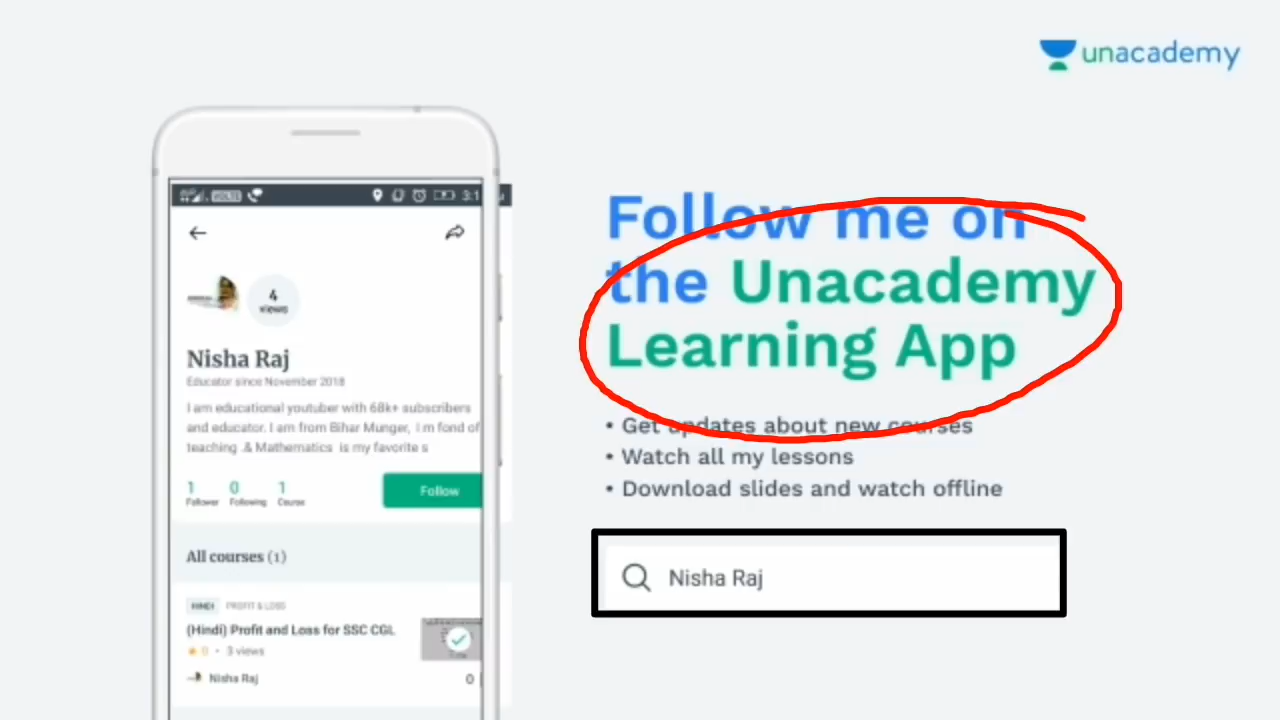 unacademy
VOLTE 3:1
4
views
Nisha Raj
Educator since November 2018
I am educational youtuber with 68k+ subscribers
and educator. I am from Bihar Munger, I m fond of
teaching .& Mathematics is my favorite s
1 0 1
Follower Following Course
Follow
All courses (1)
HINDI PROFIT & LOSS
(Hindi) Profit and Loss for SSC CGL
0 • 3 views
Nisha Raj 0
Follow me on
the Unacademy
Learning App
• Get updates about new courses
• Watch all my lessons
• Download slides and watch offline
Nisha Raj